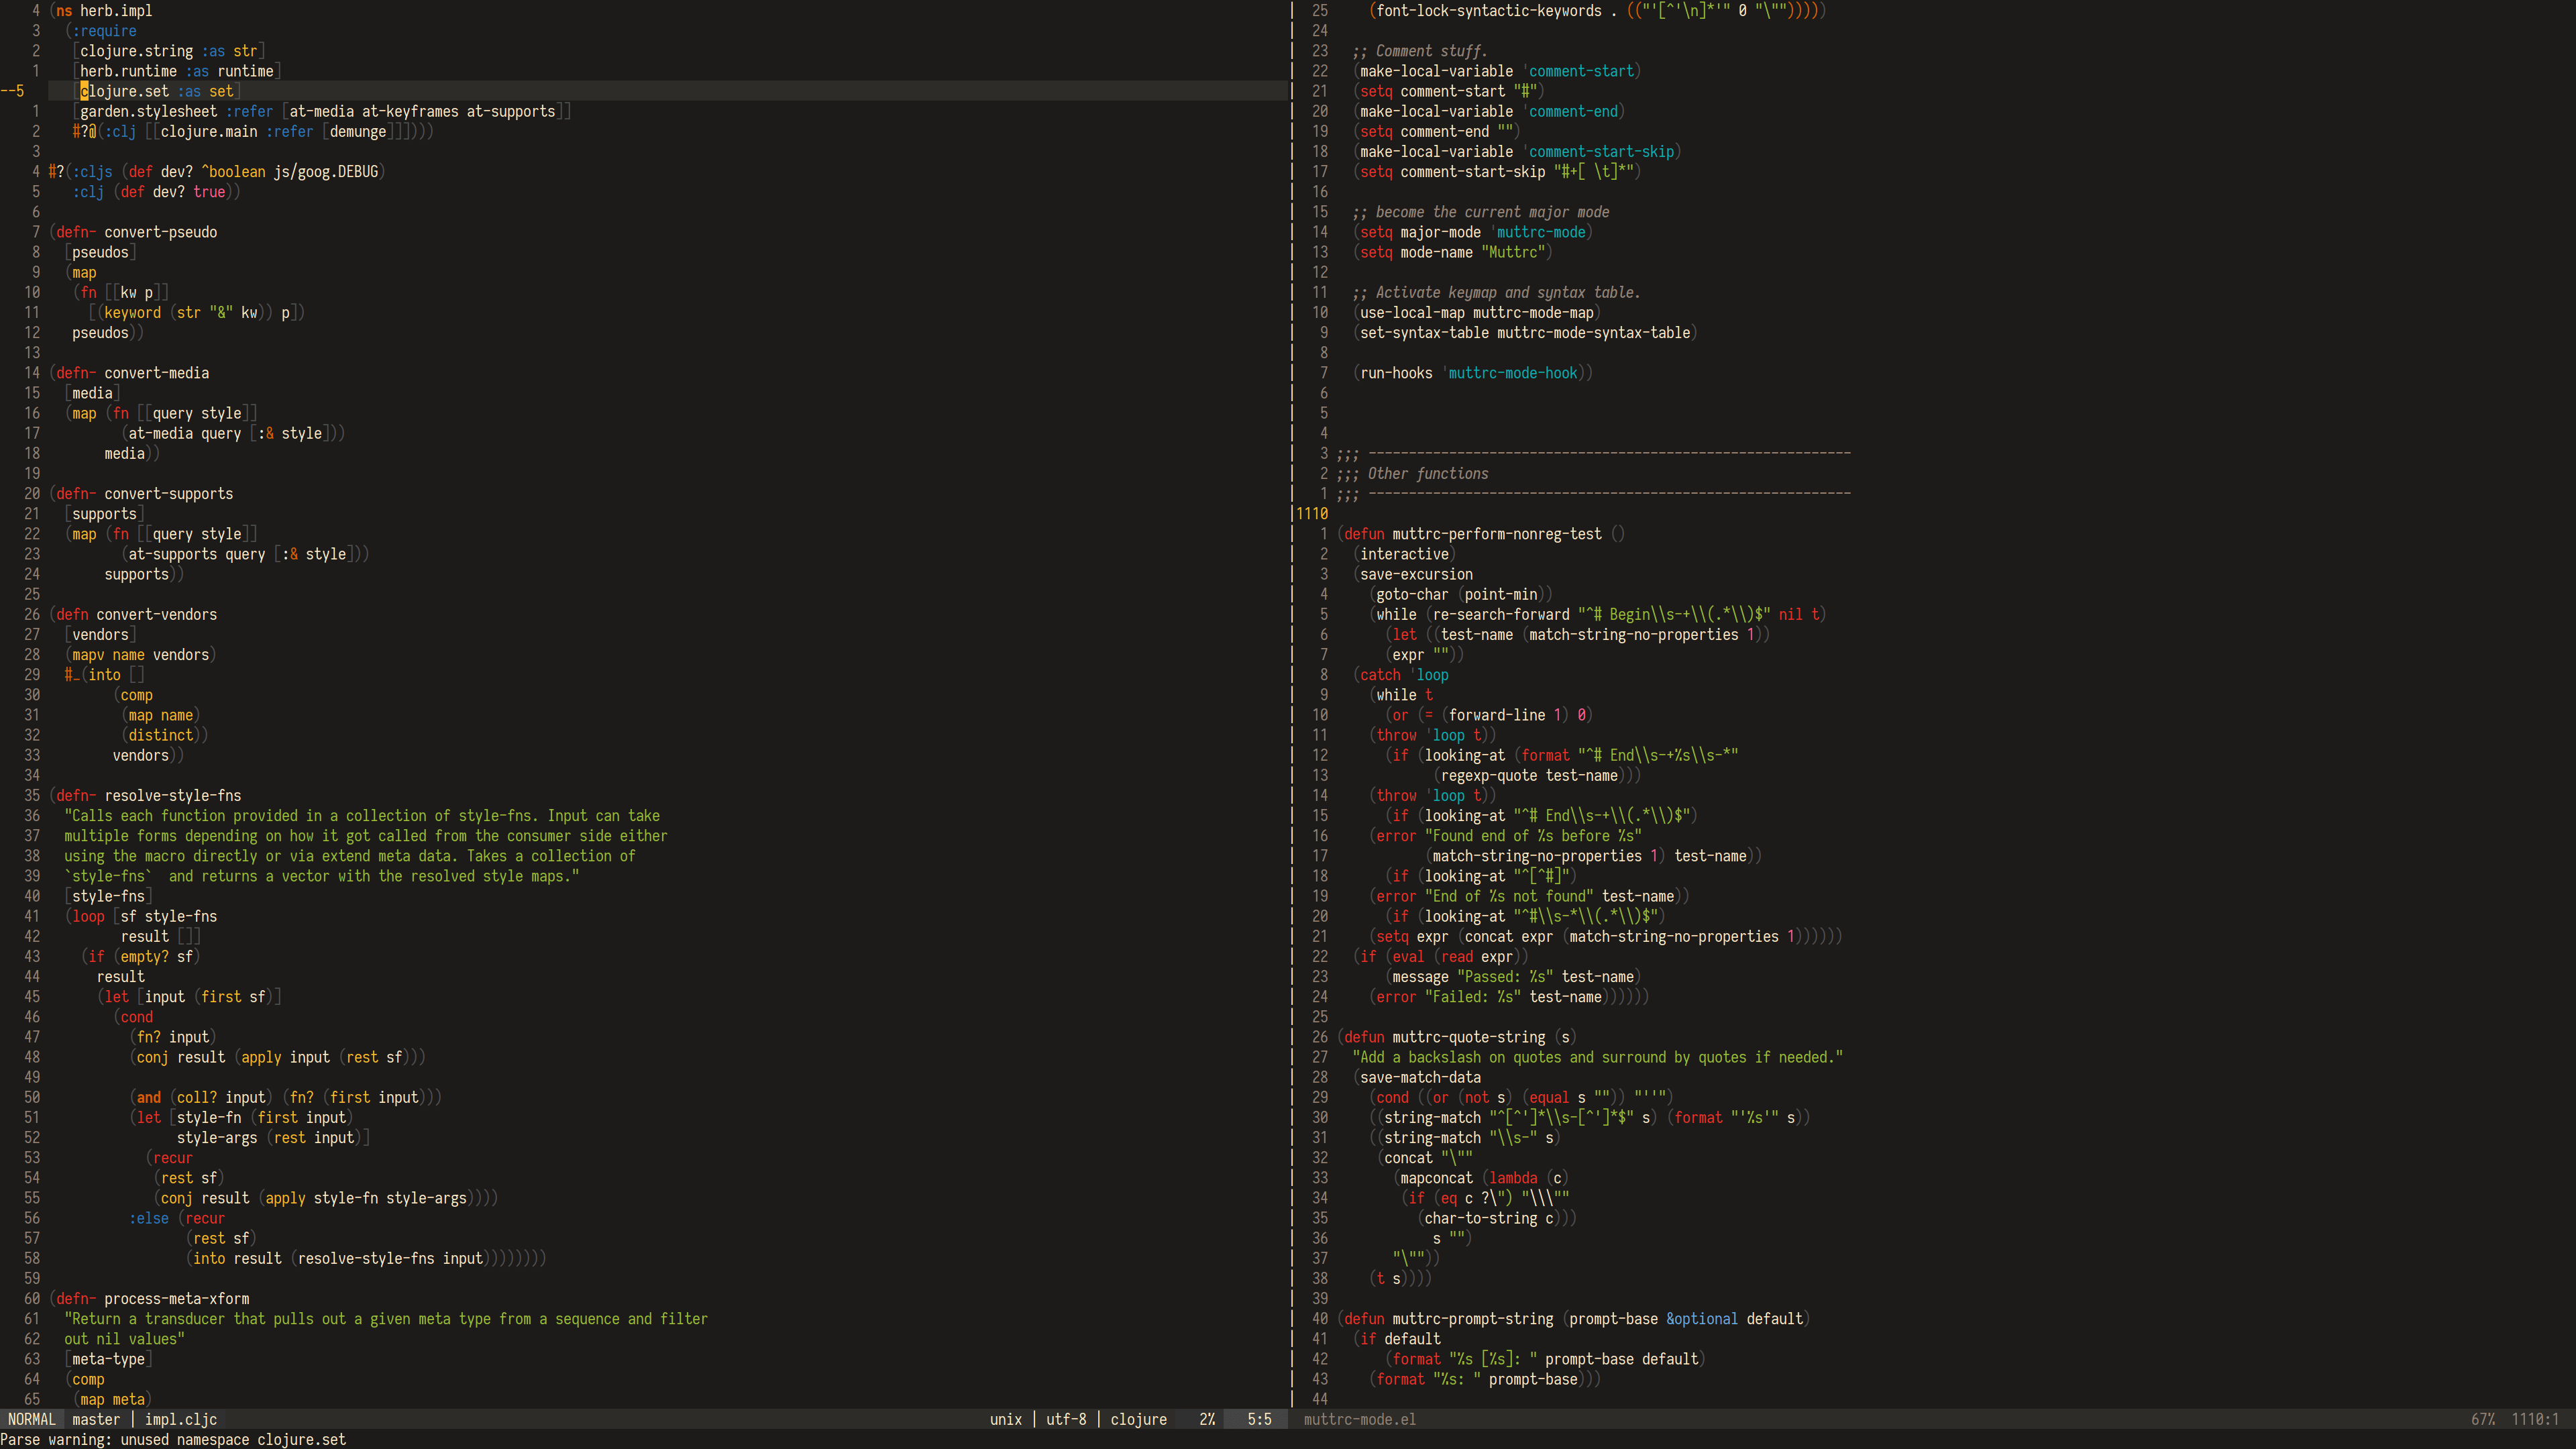 4 (ns herb.impl
3   (:require
2    [clojure.string :as str]
1    [herb.runtime :as runtime]
--5    [clojure.set :as set]
1    [garden.stylesheet :refer [at-media at-keyframes at-supports]]
2    #?@(:clj [[clojure.main :refer [demunge]]])))
3
4 #?(:cljs (def dev? ^boolean js/goog.DEBUG)
5    :clj (def dev? true))
6
7 (defn- convert-pseudo
8   [pseudos]
9   (map
10    (fn [[kw p]]
11      [(keyword (str "&" kw)) p])
12    pseudos))
13
14 (defn- convert-media
15   [media]
16   (map (fn [[query style]]
17          (at-media query [:& style]))
18        media))
19
20 (defn- convert-supports
21   [supports]
22   (map (fn [[query style]]
23          (at-supports query [:& style]))
24        supports))
25
26 (defn convert-vendors
27   [vendors]
28   (mapv name vendors)
29   #_(into []
30         (comp
31          (map name)
32          (distinct))
33         vendors))
34
35 (defn- resolve-style-fns
36   "Calls each function provided in a collection of style-fns. Input can take
37   multiple forms depending on how it got called from the consumer side either
38   using the macro directly or via extend meta data. Takes a collection of
39   `style-fns`  and returns a vector with the resolved style maps."
40   [style-fns]
41   (loop [sf style-fns
42          result []]
43     (if (empty? sf)
44       result
45       (let [input (first sf)]
46         (cond
47           (fn? input)
48           (conj result (apply input (rest sf)))
49
50           (and (coll? input) (fn? (first input)))
51           (let [style-fn (first input)
52                 style-args (rest input)]
53             (recur
54              (rest sf)
55              (conj result (apply style-fn style-args))))
56           :else (recur
57                  (rest sf)
58                  (into result (resolve-style-fns input))))))))
59
60 (defn- process-meta-xform
61   "Return a transducer that pulls out a given meta type from a sequence and filter
62   out nil values"
63   [meta-type]
64   (comp
65    (map meta)
NORMAL master | impl.cljc unix | utf-8 | clojure 2% 5:5
Parse warning: unused namespace clojure.set
25     (font-lock-syntactic-keywords . (("'[^'\n]*'" 0 "\"")))))
24
23   ;; Comment stuff.
22   (make-local-variable 'comment-start)
21   (setq comment-start "#")
20   (make-local-variable 'comment-end)
19   (setq comment-end "")
18   (make-local-variable 'comment-start-skip)
17   (setq comment-start-skip "#+[ \t]*")
16
15   ;; become the current major mode
14   (setq major-mode 'muttrc-mode)
13   (setq mode-name "Muttrc")
12
11   ;; Activate keymap and syntax table.
10   (use-local-map muttrc-mode-map)
9   (set-syntax-table muttrc-mode-syntax-table)
8
7   (run-hooks 'muttrc-mode-hook))
6
5
4
3 ;;; ------------------------------------------------------------
2 ;;; Other functions
1 ;;; ------------------------------------------------------------
1110
1 (defun muttrc-perform-nonreg-test ()
2   (interactive)
3   (save-excursion
4     (goto-char (point-min))
5     (while (re-search-forward "^# Begin\\s-+\\(.*\\)$" nil t)
6       (let ((test-name (match-string-no-properties 1))
7       (expr ""))
8   (catch 'loop
9     (while t
10       (or (= (forward-line 1) 0)
11     (throw 'loop t))
12       (if (looking-at (format "^# End\\s-+%s\\s-*"
13             (regexp-quote test-name)))
14     (throw 'loop t))
15       (if (looking-at "^# End\\s-+\\(.*\\)$")
16     (error "Found end of %s before %s"
17            (match-string-no-properties 1) test-name))
18       (if (looking-at "^[^#]")
19     (error "End of %s not found" test-name))
20       (if (looking-at "^#\\s-*\\(.*\\)$")
21     (setq expr (concat expr (match-string-no-properties 1))))))
22   (if (eval (read expr))
23       (message "Passed: %s" test-name)
24     (error "Failed: %s" test-name))))))
25
26 (defun muttrc-quote-string (s)
27   "Add a backslash on quotes and surround by quotes if needed."
28   (save-match-data
29     (cond ((or (not s) (equal s "")) "''")
30     ((string-match "^[^']*\\s-[^']*$" s) (format "'%s'" s))
31     ((string-match "\\s-" s)
32      (concat "\""
33        (mapconcat (lambda (c)
34         (if (eq c ?\") "\\\""
35           (char-to-string c)))
36             s "")
37        "\""))
38     (t s))))
39
40 (defun muttrc-prompt-string (prompt-base &optional default)
41   (if default
42       (format "%s [%s]: " prompt-base default)
43     (format "%s: " prompt-base)))
44
muttrc-mode.el 67% 1110:1